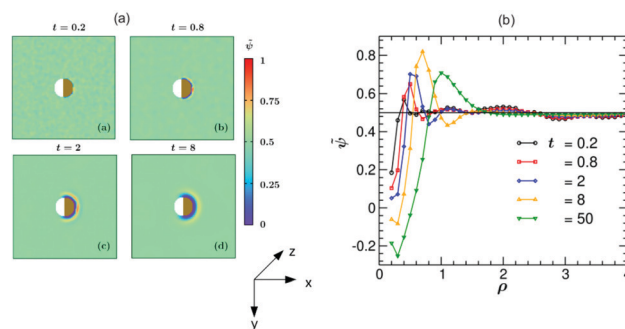 (a)
t = 0.2
t = 0.8
(a)
(b)
t = 2
t = 8
(c)
(d)
ψ̄
1
0.75
0.5
0.25
0
z
x
y
(b)
0.8
0.6
0.4
0.2
0
-0.2
ψ̄
t = 0.2
= 0.8
= 2
= 8
= 50
0 1 2 3 4
ρ